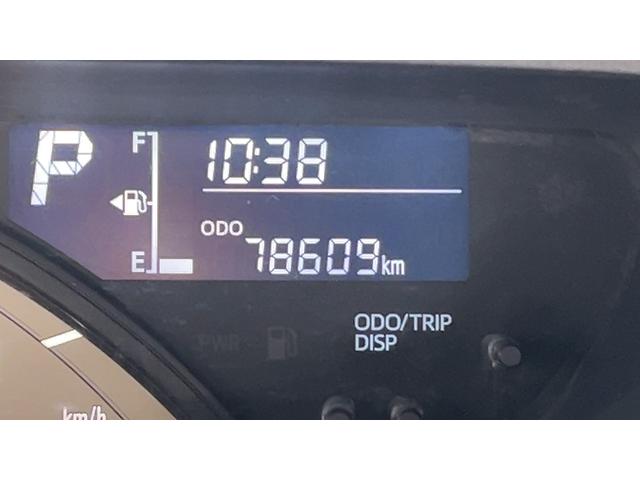 P F 10:38
ODO 78609km
E
ODO/TRIP
DISP
PWR
km/h